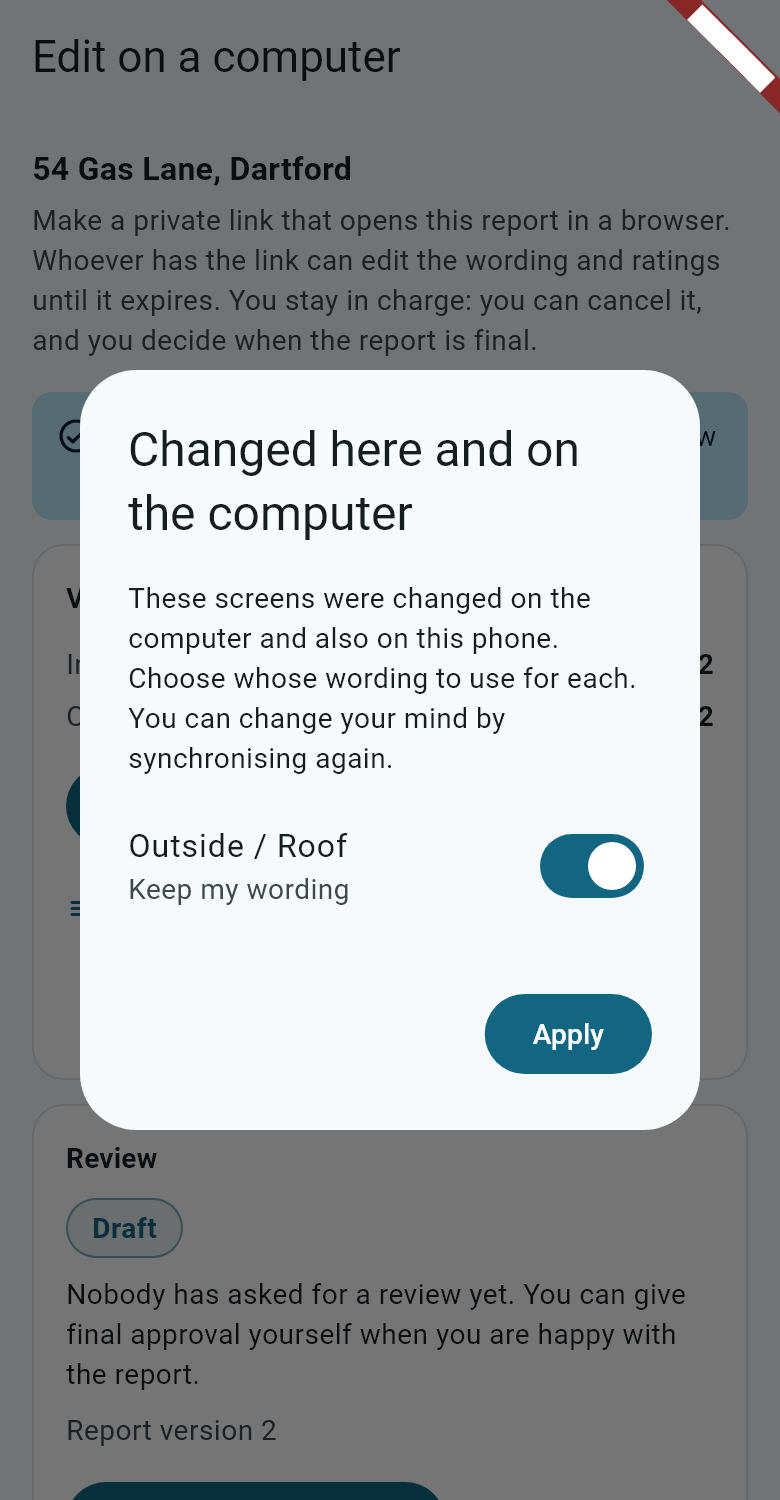 Edit on a computer
54 Gas Lane, Dartford
Make a private link that opens this report in a browser.
Whoever has the link can edit the wording and ratings
until it expires. You stay in charge: you can cancel it,
and you decide when the report is final.
Changed here and on
the computer
These screens were changed on the
computer and also on this phone.
Choose whose wording to use for each.
You can change your mind by
synchronising again.
2
2
Outside / Roof
Keep my wording
Apply
Review
Draft
Nobody has asked for a review yet. You can give
final approval yourself when you are happy with
the report.
Report version 2